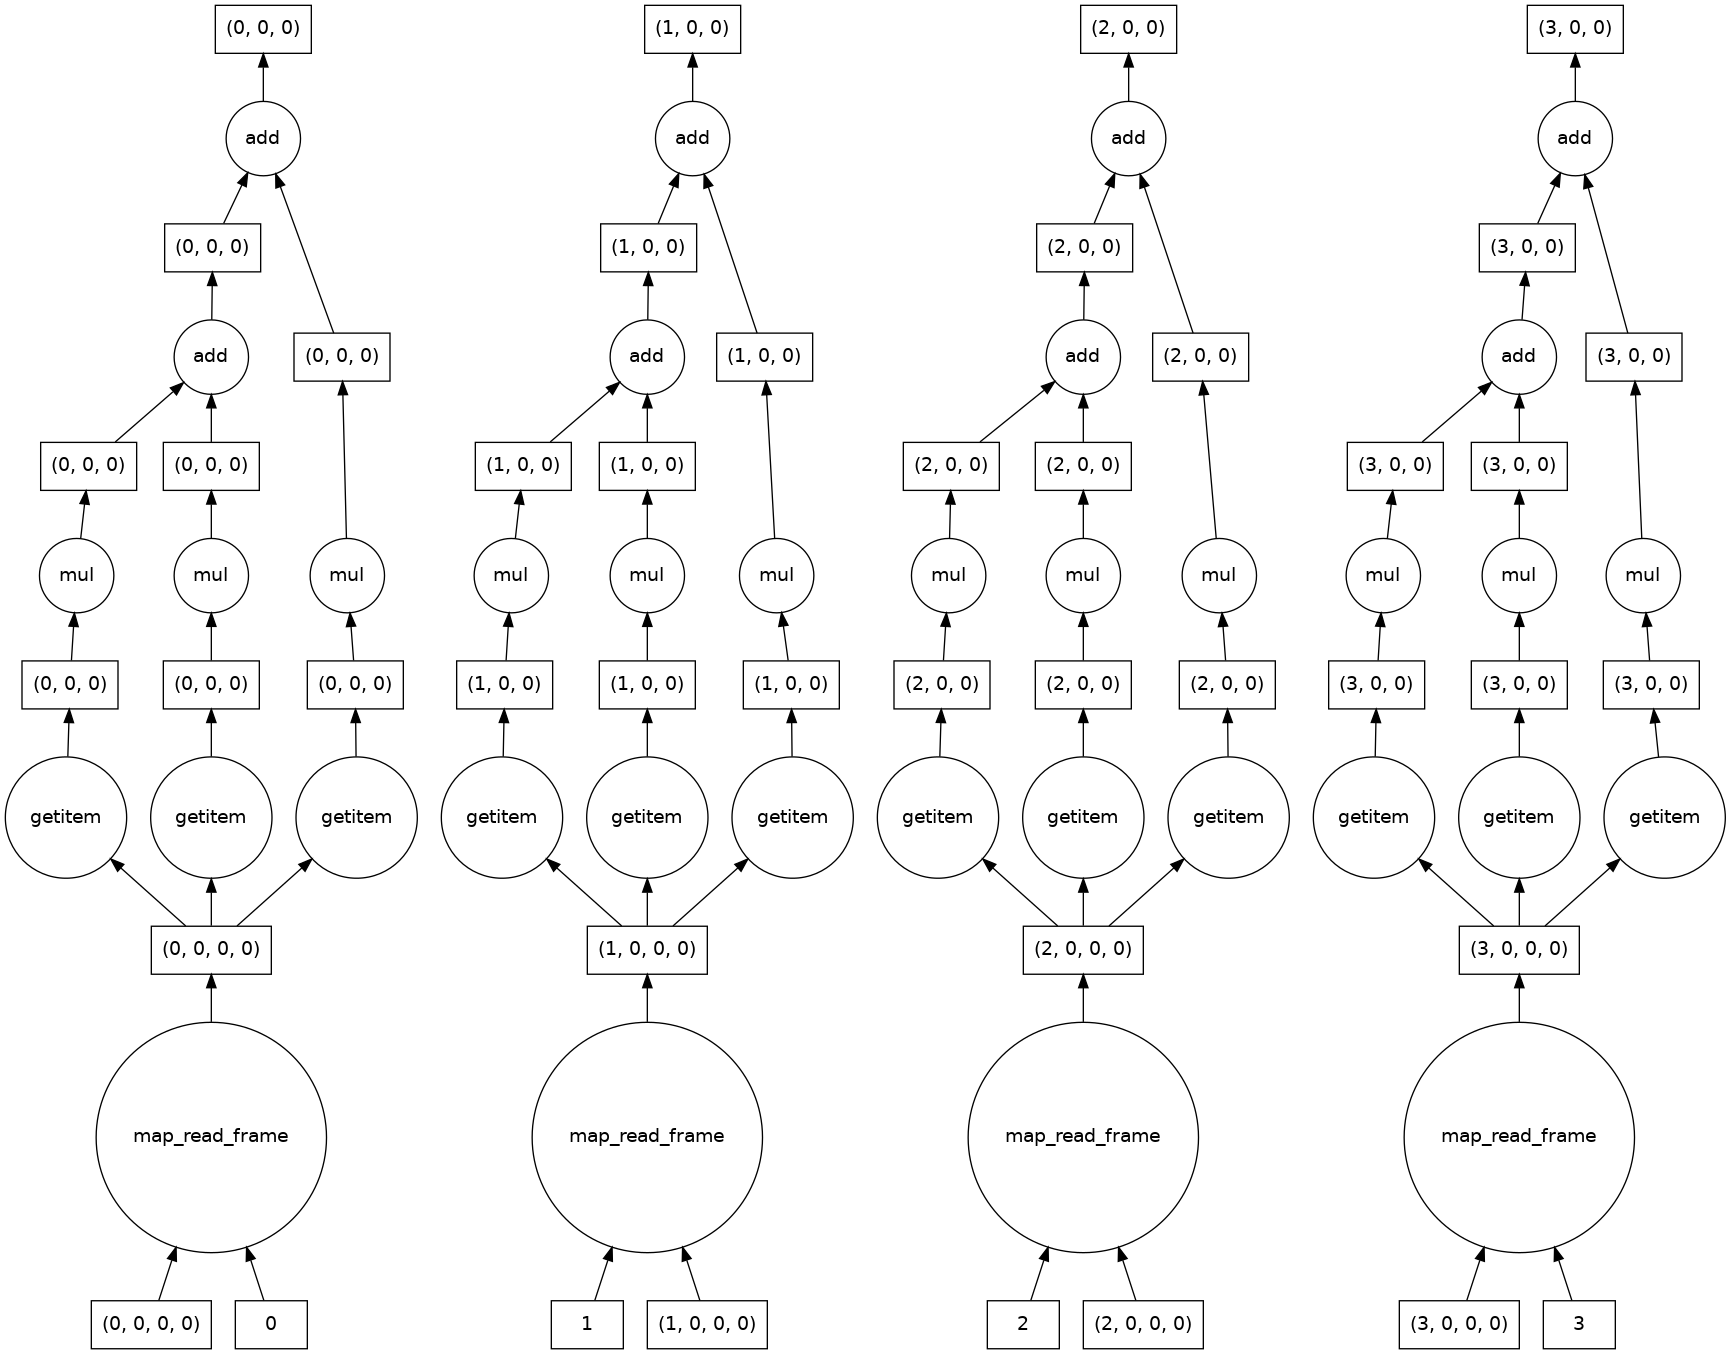 (0, 0, 0)
(1, 0, 0)
(2, 0, 0)
(3, 0, 0)
add
add
add
add
(0, 0, 0)
(1, 0, 0)
(2, 0, 0)
(3, 0, 0)
add
(0, 0, 0)
add
(1, 0, 0)
add
(2, 0, 0)
add
(3, 0, 0)
(0, 0, 0)
(0, 0, 0)
(1, 0, 0)
(1, 0, 0)
(2, 0, 0)
(2, 0, 0)
(3, 0, 0)
(3, 0, 0)
mul
mul
mul
mul
mul
mul
mul
mul
mul
mul
mul
mul
(0, 0, 0)
(0, 0, 0)
(0, 0, 0)
(1, 0, 0)
(1, 0, 0)
(1, 0, 0)
(2, 0, 0)
(2, 0, 0)
(2, 0, 0)
(3, 0, 0)
(3, 0, 0)
(3, 0, 0)
getitem
getitem
getitem
getitem
getitem
getitem
getitem
getitem
getitem
getitem
getitem
getitem
(0, 0, 0, 0)
(1, 0, 0, 0)
(2, 0, 0, 0)
(3, 0, 0, 0)
map_read_frame
map_read_frame
map_read_frame
map_read_frame
(0, 0, 0, 0)
0
1
(1, 0, 0, 0)
2
(2, 0, 0, 0)
(3, 0, 0, 0)
3